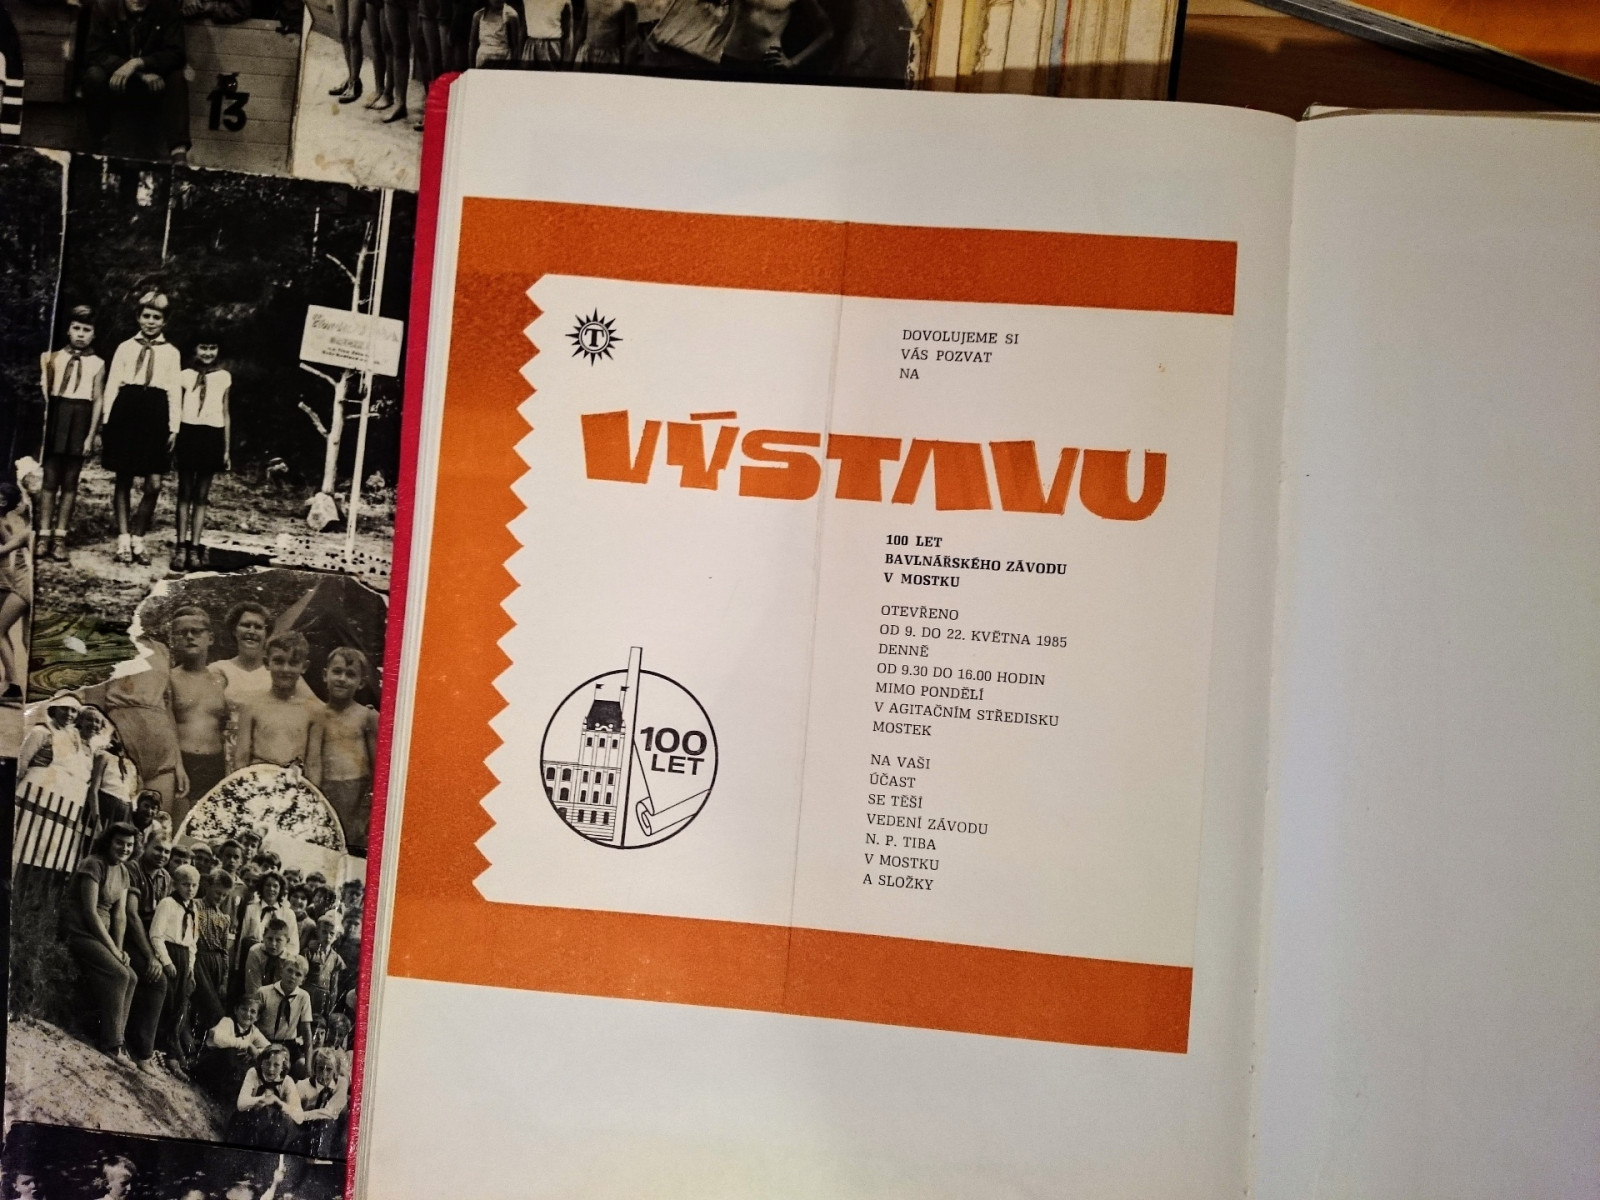 13
T
DOVOLUJEME SI
VÁS POZVAT
NA
VÝSTAVU
100 LET
BAVLNÁŘSKÉHO ZÁVODU
V MOSTKU
OTEVŘENO
OD 9. DO 22. KVĚTNA 1985
DENNĚ
OD 9.30 DO 16.00 HODIN
MIMO PONDĚLÍ
V AGITAČNÍM STŘEDISKU
MOSTEK
NA VAŠI
ÚČAST
SE TĚŠÍ
VEDENÍ ZÁVODU
N. P. TIBA
V MOSTKU
A SLOŽKY
100
LET